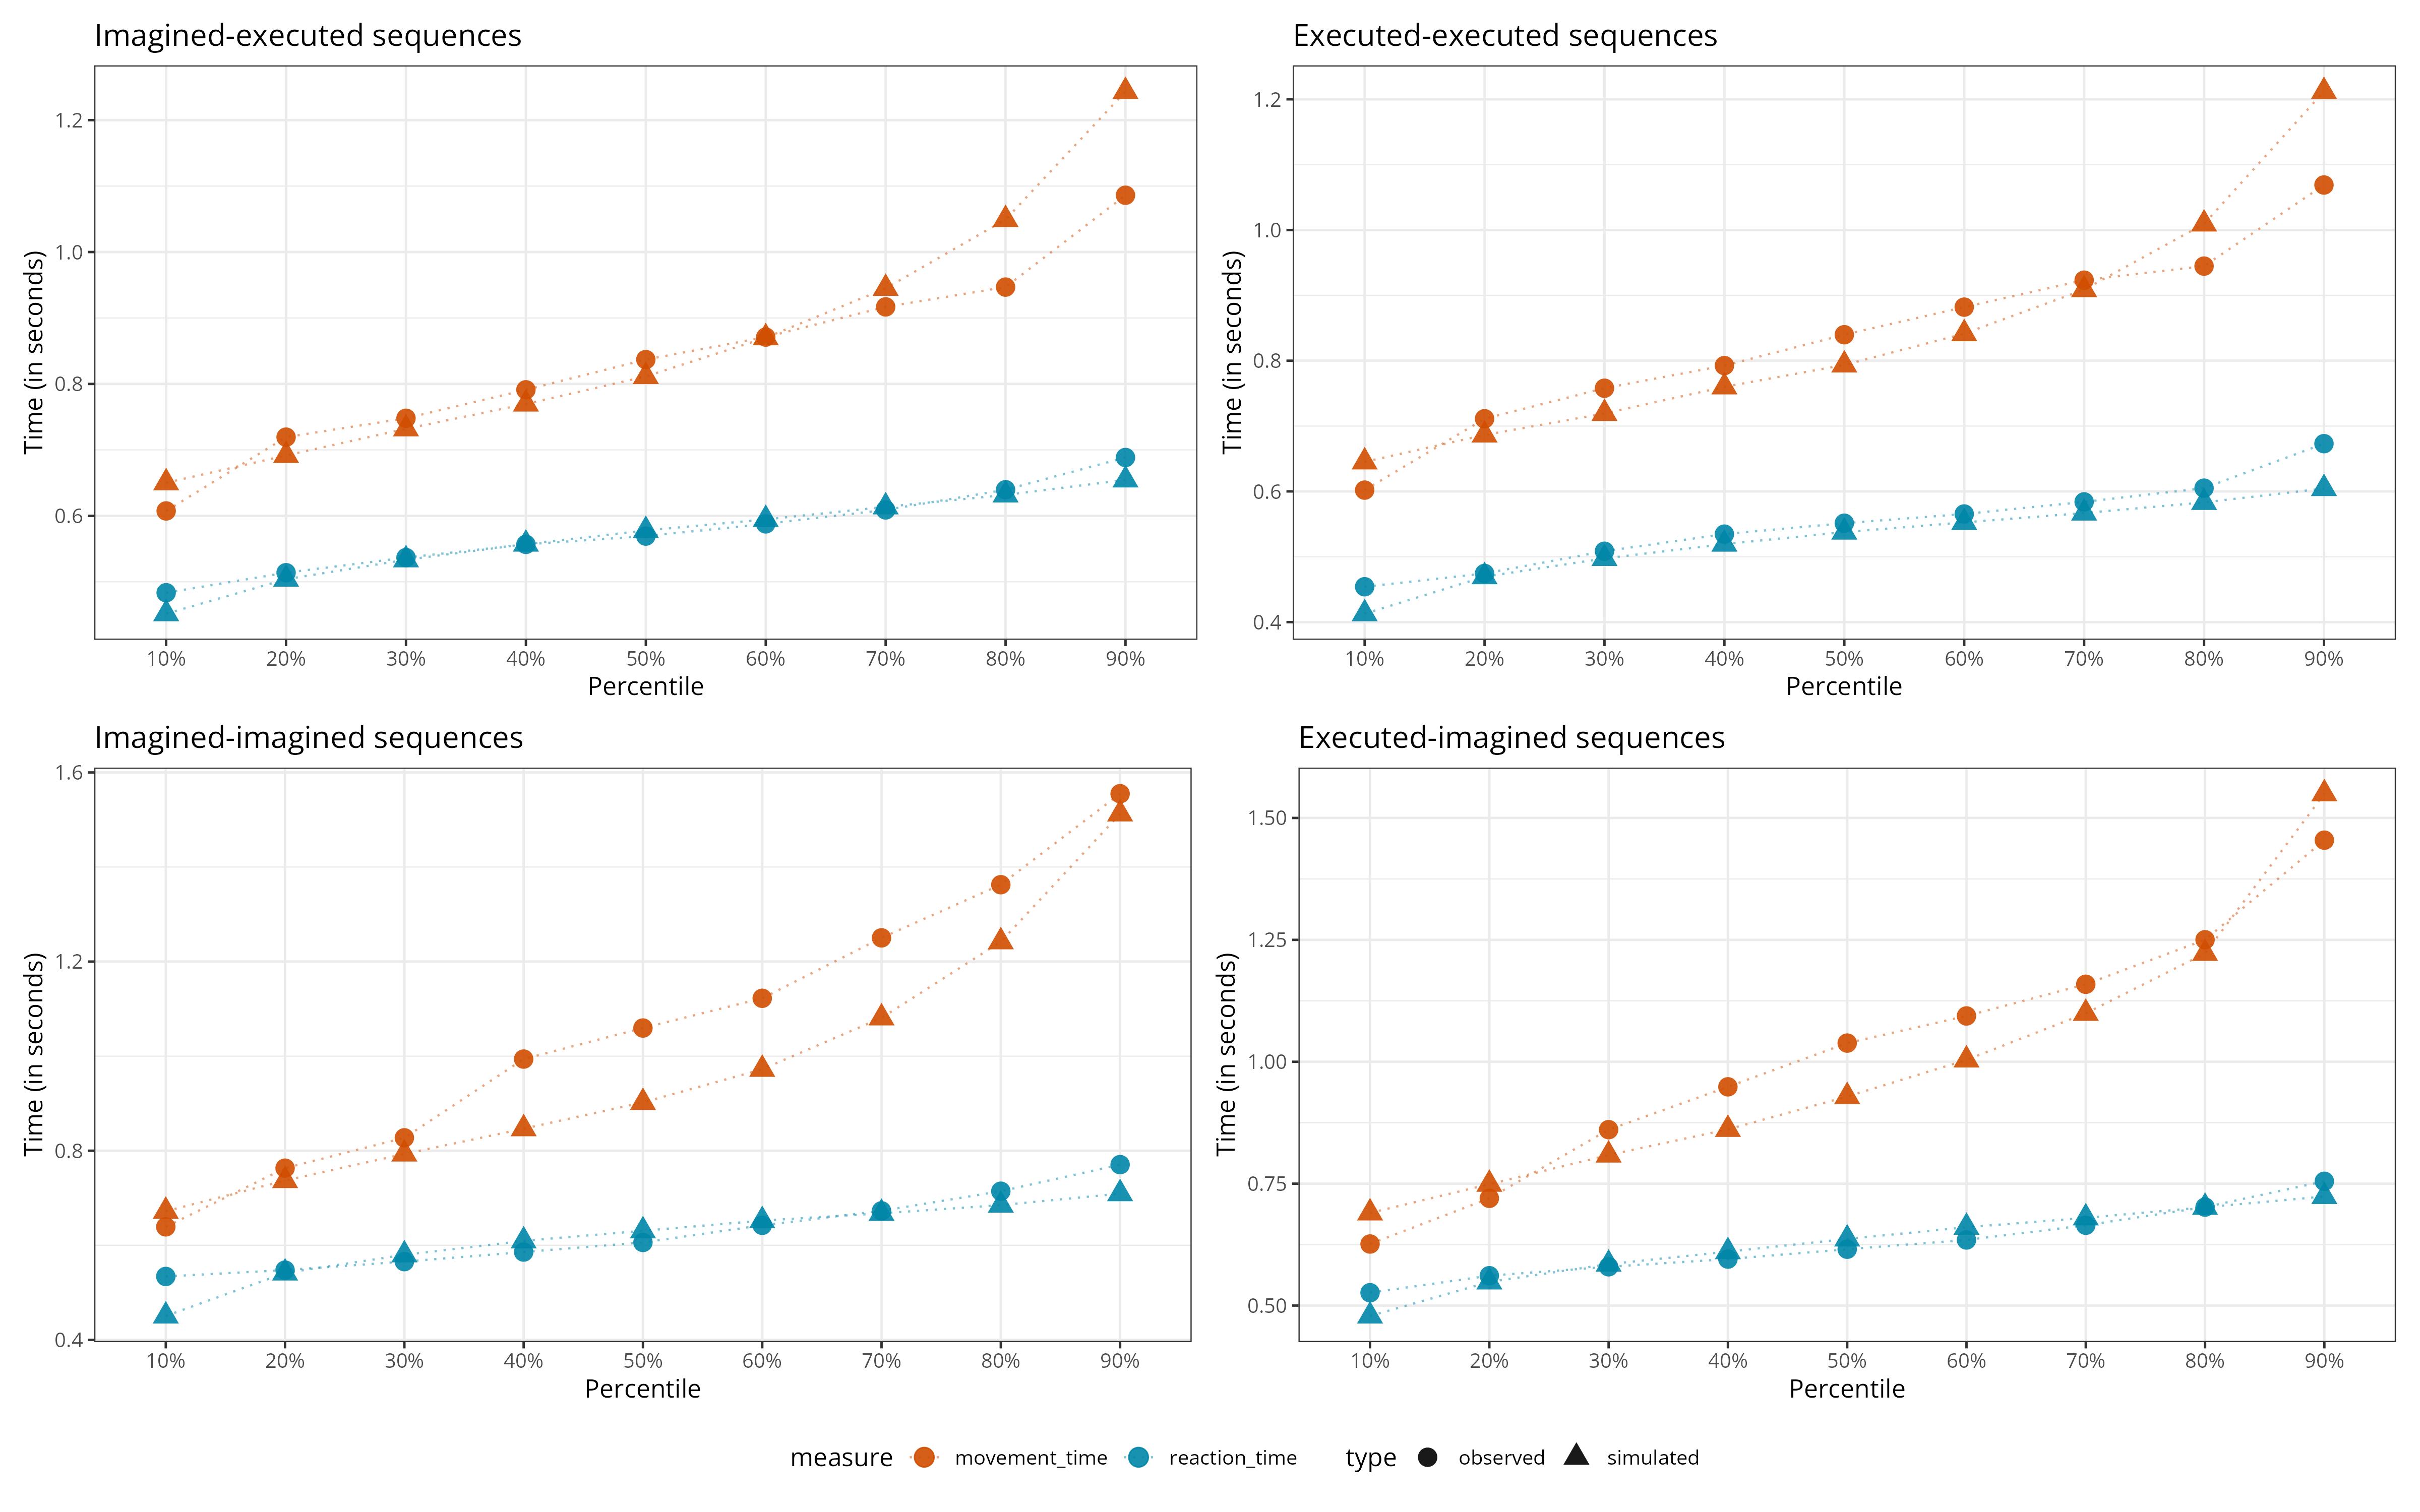 Imagined-executed sequences
Time (in seconds)
1.2
1.0
0.8
0.6
10% 20% 30% 40% 50% 60% 70% 80% 90%
Percentile
Executed-executed sequences
Time (in seconds)
1.2
1.0
0.8
0.6
0.4
10% 20% 30% 40% 50% 60% 70% 80% 90%
Percentile
Imagined-imagined sequences
Time (in seconds)
1.6
1.2
0.8
0.4
10% 20% 30% 40% 50% 60% 70% 80% 90%
Percentile
Executed-imagined sequences
Time (in seconds)
1.50
1.25
1.00
0.75
0.50
10% 20% 30% 40% 50% 60% 70% 80% 90%
Percentile
measure movement_time reaction_time type observed simulated